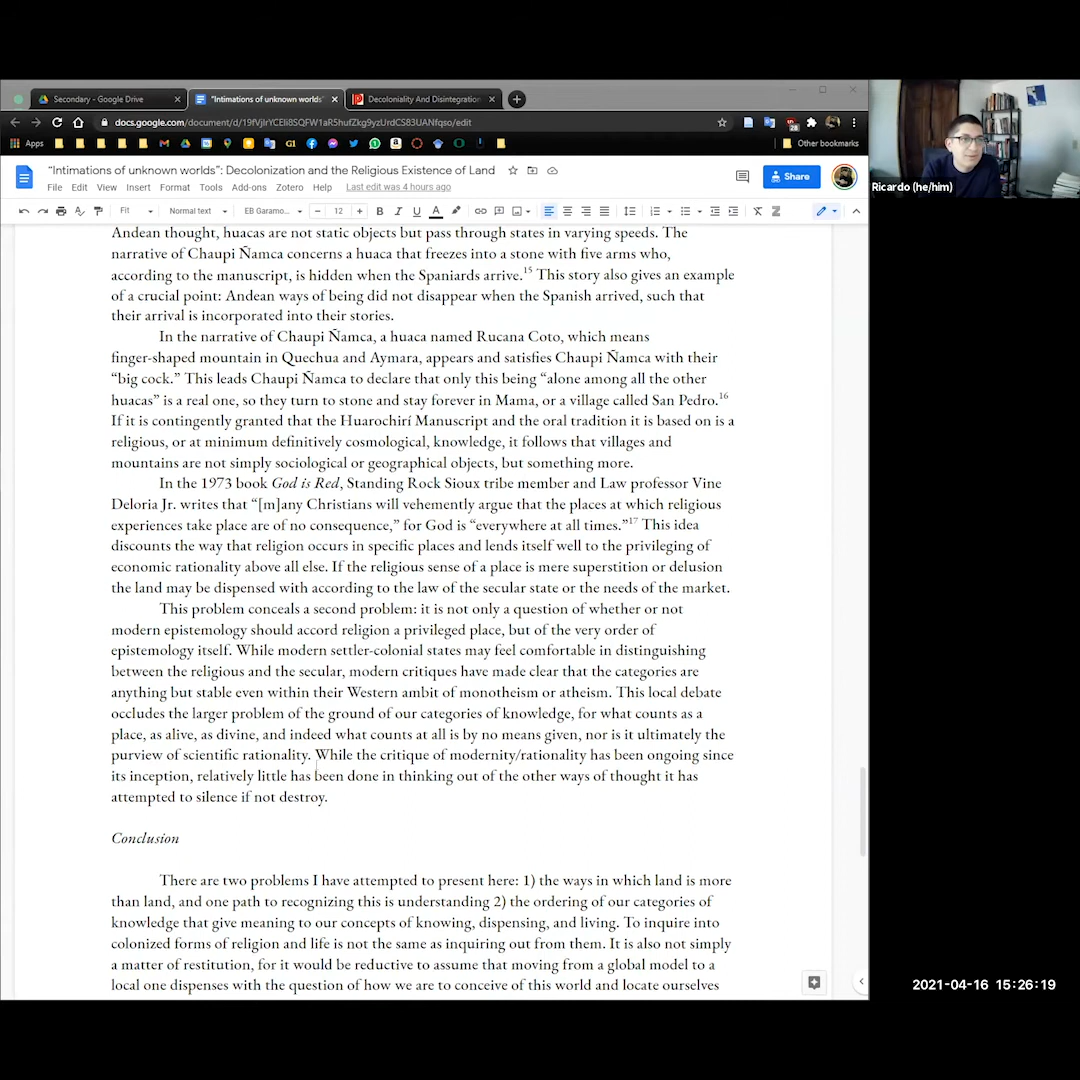 Secondary - Google Drive
"Intimations of unknown worlds"
Decoloniality And Disintegration
Apps
G1
28
Other bookmarks
"Intimations of unknown worlds": Decolonization and the Religious Existence of Land
File Edit View Insert Format Tools Add-ons Zotero Help Last edit was 4 hours ago
Share
Fit Normal text EB Garamo... 12
Andean thought, huacas are not static objects but pass through states in varying speeds. The
narrative of Chaupi Ñamca concerns a huaca that freezes into a stone with five arms who,
according to the manuscript, is hidden when the Spaniards arrive.15 This story also gives an example
of a crucial point: Andean ways of being did not disappear when the Spanish arrived, such that
their arrival is incorporated into their stories.
In the narrative of Chaupi Ñamca, a huaca named Rucana Coto, which means
finger-shaped mountain in Quechua and Aymara, appears and satisfies Chaupi Ñamca with their
"big cock." This leads Chaupi Ñamca to declare that only this being "alone among all the other
huacas" is a real one, so they turn to stone and stay forever in Mama, or a village called San Pedro.16
If it is contingently granted that the Huarochirí Manuscript and the oral tradition it is based on is a
religious, or at minimum definitively cosmological, knowledge, it follows that villages and
mountains are not simply sociological or geographical objects, but something more.
In the 1973 book God is Red, Standing Rock Sioux tribe member and Law professor Vine
Deloria Jr. writes that "[m]any Christians will vehemently argue that the places at which religious
experiences take place are of no consequence," for God is "everywhere at all times."17 This idea
discounts the way that religion occurs in specific places and lends itself well to the privileging of
economic rationality above all else. If the religious sense of a place is mere superstition or delusion
the land may be dispensed with according to the law of the secular state or the needs of the market.
This problem conceals a second problem: it is not only a question of whether or not
modern epistemology should accord religion a privileged place, but of the very order of
epistemology itself. While modern settler-colonial states may feel comfortable in distinguishing
between the religious and the secular, modern critiques have made clear that the categories are
anything but stable even within their Western ambit of monotheism or atheism. This local debate
occludes the larger problem of the ground of our categories of knowledge, for what counts as a
place, as alive, as divine, and indeed what counts at all is by no means given, nor is it ultimately the
purview of scientific rationality. While the critique of modernity/rationality has been ongoing since
its inception, relatively little has been done in thinking out of the other ways of thought it has
attempted to silence if not destroy.
Conclusion
There are two problems I have attempted to present here: 1) the ways in which land is more
than land, and one path to recognizing this is understanding 2) the ordering of our categories of
knowledge that give meaning to our concepts of knowing, dispensing, and living. To inquire into
colonized forms of religion and life is not the same as inquiring out from them. It is also not simply
a matter of restitution, for it would be reductive to assume that moving from a global model to a
local one dispenses with the question of how we are to conceive of this world and locate ourselves
Ricardo (he/him)
2021-04-16 15:26:19